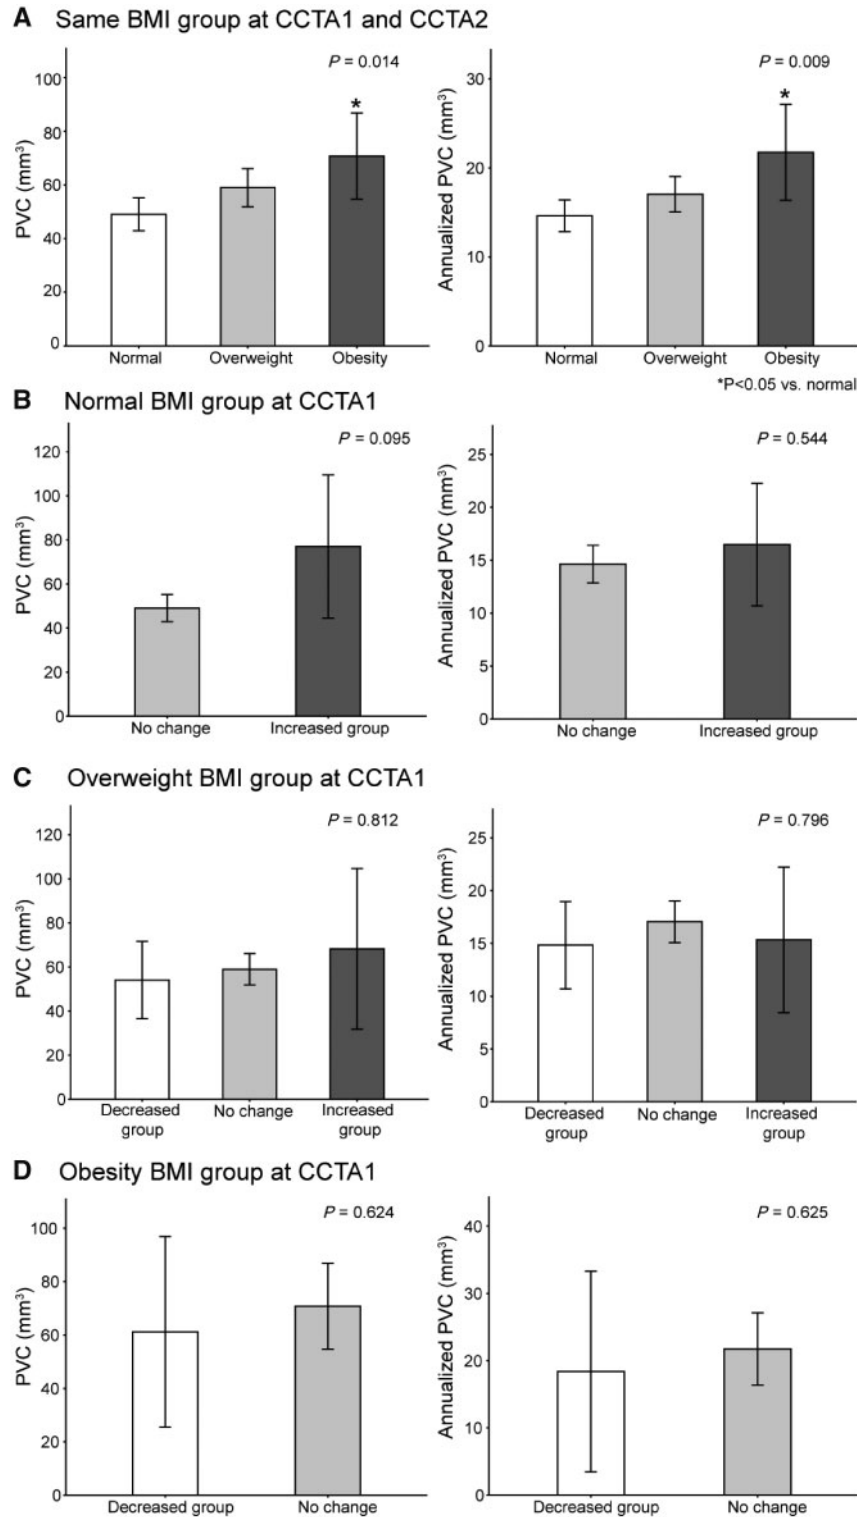 A Same BMI group at CCTA1 and CCTA2
P = 0.014
100
80
60
40
20
0
PVC (mm³)
*
Normal Overweight Obesity
P = 0.009
30
20
10
0
Annualized PVC (mm³)
*
Normal Overweight Obesity
*P<0.05 vs. normal
B Normal BMI group at CCTA1
P = 0.095
120
100
80
60
40
20
0
PVC (mm³)
No change Increased group
P = 0.544
25
20
15
10
5
0
Annualized PVC (mm³)
No change Increased group
C Overweight BMI group at CCTA1
P = 0.812
120
100
80
60
40
20
0
PVC (mm³)
Decreased group No change Increased group
P = 0.796
25
20
15
10
5
0
Annualized PVC (mm³)
Decreased group No change Increased group
D Obesity BMI group at CCTA1
P = 0.624
100
80
60
40
20
0
PVC (mm³)
Decreased group No change
P = 0.625
40
30
20
10
0
Annualized PVC (mm³)
Decreased group No change